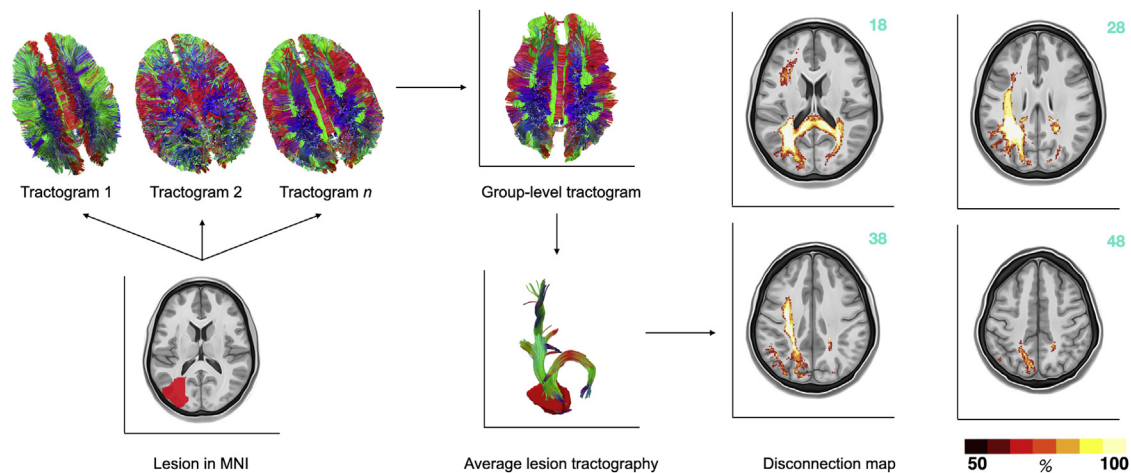 18
28
Tractogram 1
Tractogram 2
Tractogram n
Group-level tractogram
38
48
Lesion in MNI
Average lesion tractography
Disconnection map
50 % 100